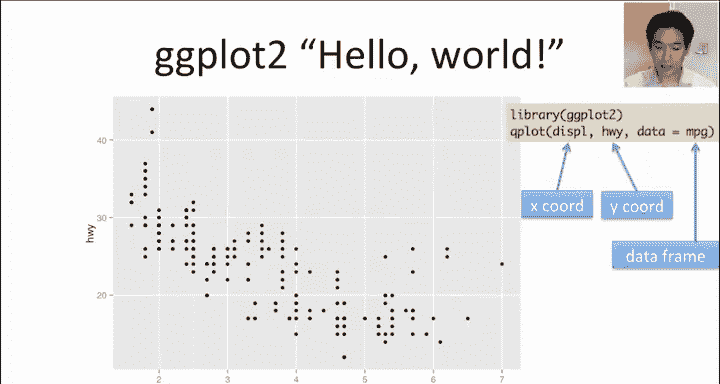 ggplot2 “Hello, world!”
library(ggplot2)
qplot(displ, hwy, data = mpg)
x coord
y coord
data frame
hwy
40
30
20
2
3
4
5
6
7